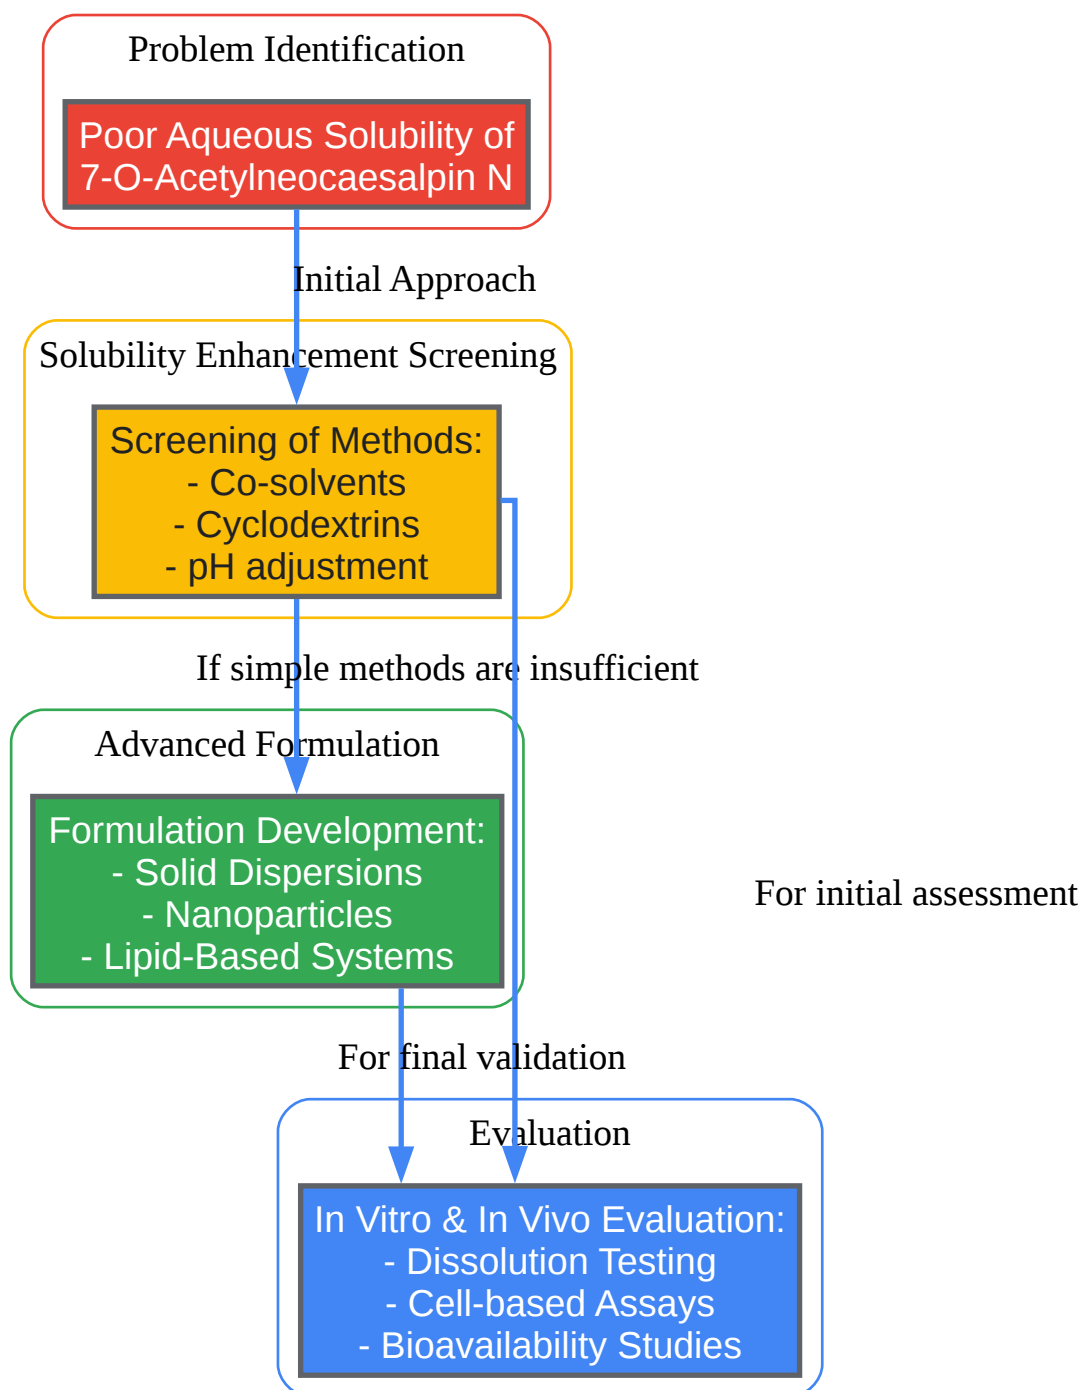 Problem Identification
Poor Aqueous Solubility of
7-O-Acetylneocaesalpin N
Initial Approach
Solubility Enhancement Screening
Screening of Methods:
- Co-solvents
- Cyclodextrins
- pH adjustment
If simple methods are insufficient
Advanced Formulation
Formulation Development:
- Solid Dispersions
- Nanoparticles
- Lipid-Based Systems
For initial assessment
For final validation
Evaluation
In Vitro & In Vivo Evaluation:
- Dissolution Testing
- Cell-based Assays
- Bioavailability Studies